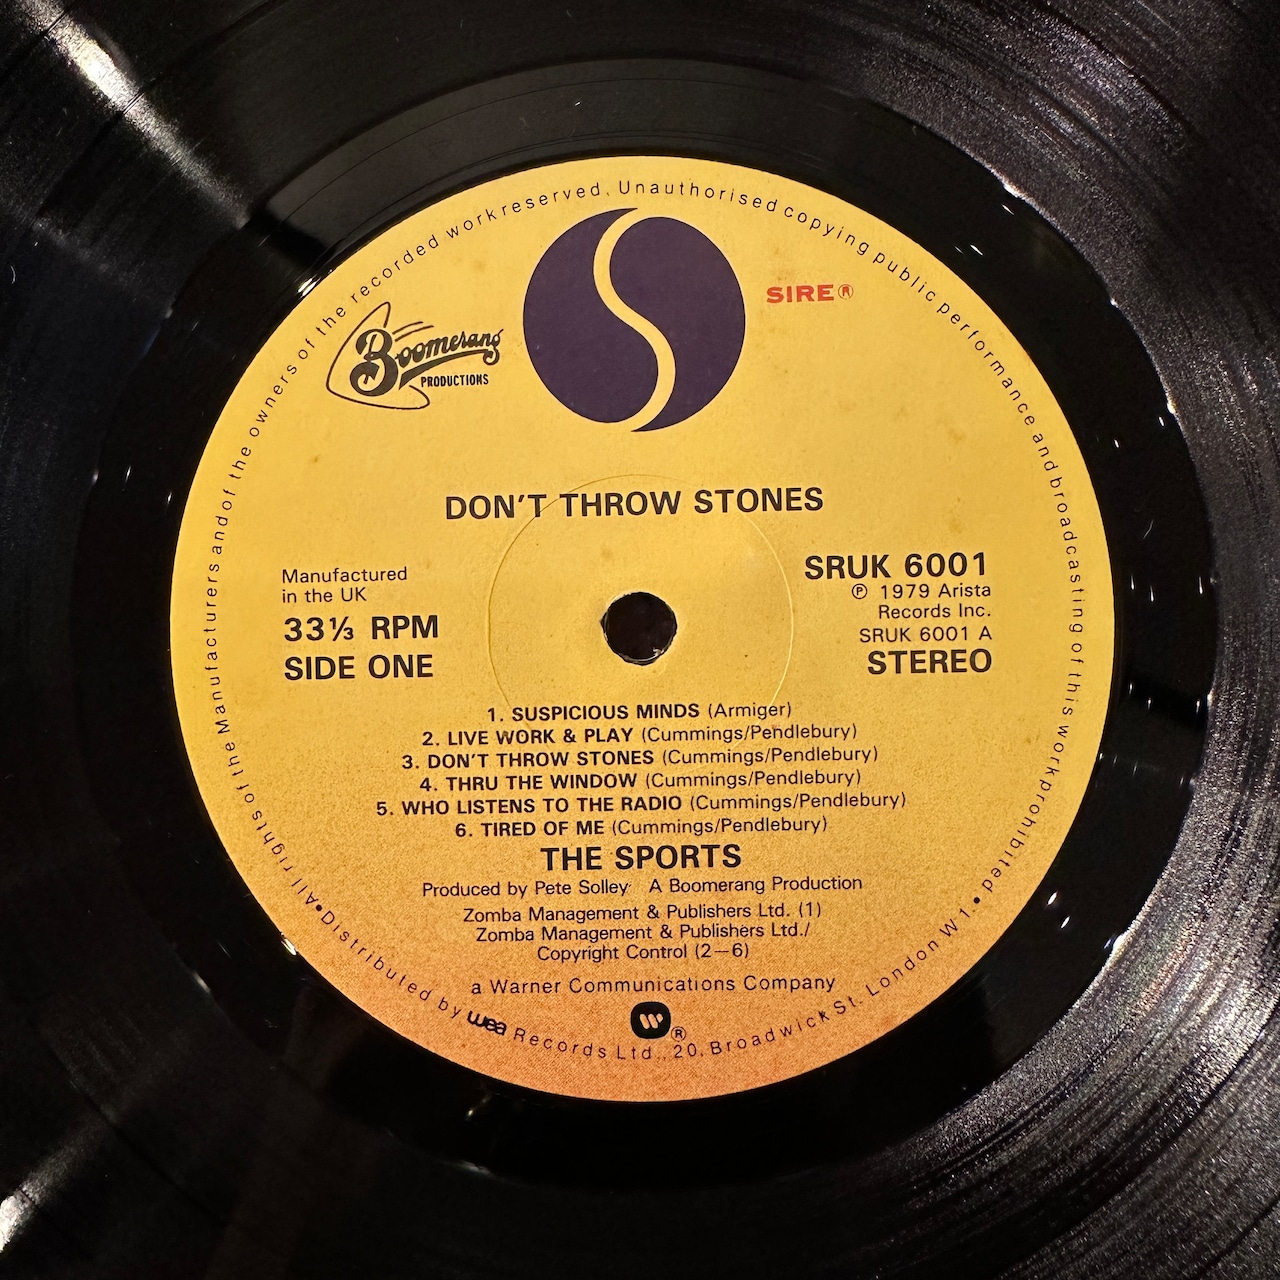 SIRE®
Boomerang
PRODUCTIONS
DON'T THROW STONES
Manufactured
in the UK
33⅓ RPM
SIDE ONE
SRUK 6001
℗ 1979 Arista
Records Inc.
SRUK 6001 A
STEREO
1. SUSPICIOUS MINDS (Armiger)
2. LIVE WORK & PLAY (Cummings/Pendlebury)
3. DON'T THROW STONES (Cummings/Pendlebury)
4. THRU THE WINDOW (Cummings/Pendlebury)
5. WHO LISTENS TO THE RADIO (Cummings/Pendlebury)
6. TIRED OF ME (Cummings/Pendlebury)
THE SPORTS
Produced by Pete Solley A Boomerang Production
Zomba Management & Publishers Ltd. (1)
Zomba Management & Publishers Ltd./
Copyright Control (2—6)
a Warner Communications Company
®
•All rights of the Manufacturers and of the owners of the recorded work reserved. Unauthorised copying public performance and broadcasting of this work prohibited.•
Distributed by wea Records Ltd., 20, Broadwick St. London W1.